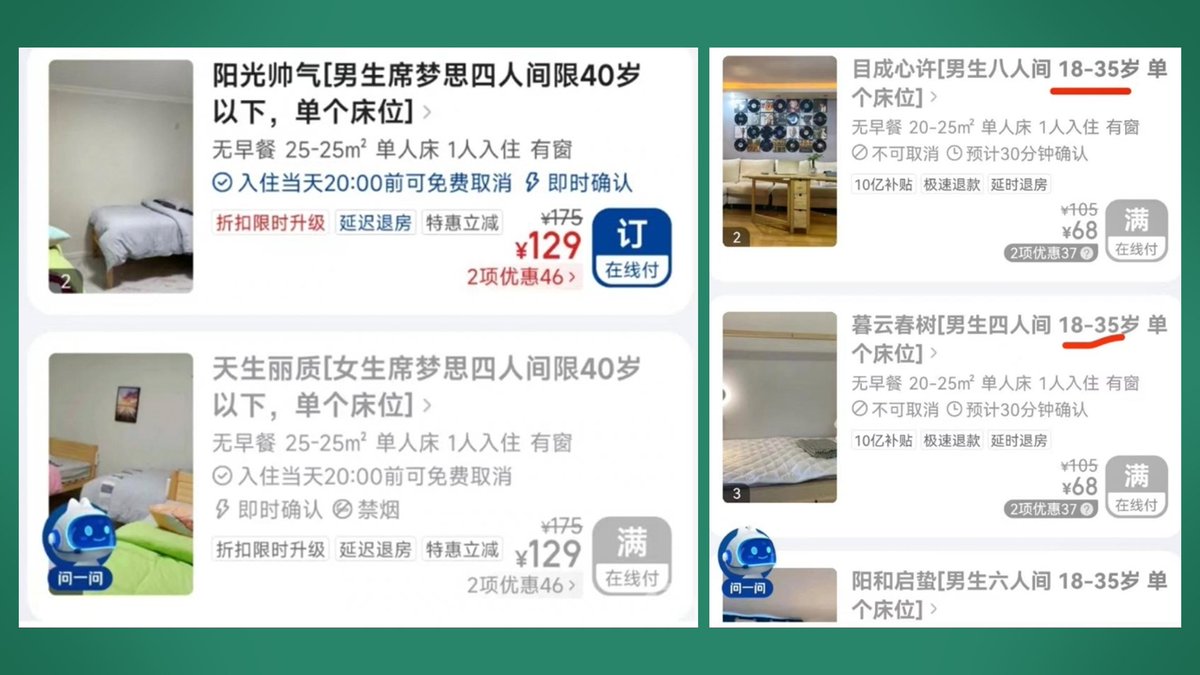 阳光帅气[男生席梦思四人间限40岁
以下，单个床位] >
无早餐 25-25m² 单人床 1人入住 有窗
入住当天20:00前可免费取消 即时确认
折扣限时升级 延迟退房 特惠立减
¥175
¥129
2项优惠46 >
订
在线付
2
天生丽质[女生席梦思四人间限40岁
以下，单个床位] >
无早餐 25-25m² 单人床 1人入住 有窗
入住当天20:00前可免费取消
即时确认 禁烟
折扣限时升级 延迟退房 特惠立减
¥175
¥129
2项优惠46 >
满
在线付
问一问
目成心许[男生八人间 18-35岁 单
个床位] >
无早餐 20-25㎡ 单人床 1人入住 有窗
不可取消 预计30分钟确认
10亿补贴 极速退款 延时退房
¥105
¥68
2项优惠37 ?
满
在线付
2
暮云春树[男生四人间 18-35岁 单
个床位] >
无早餐 20-25㎡ 单人床 1人入住 有窗
不可取消 预计30分钟确认
10亿补贴 极速退款 延时退房
¥105
¥68
2项优惠37 ?
满
在线付
3
问一问
阳和启蛰[男生六人间 18-35岁 单
个床位] >